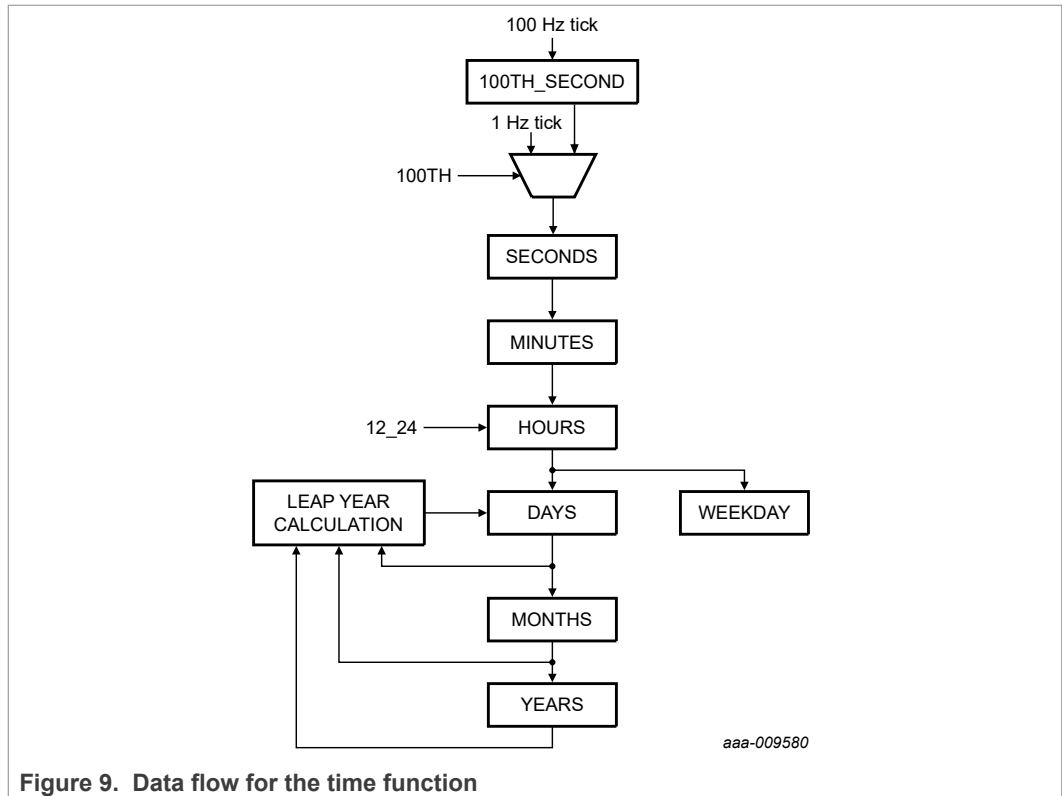 100 Hz tick
100TH_SECOND
1 Hz tick
100TH
SECONDS
MINUTES
12_24
HOURS
LEAP YEAR
CALCULATION
DAYS
WEEKDAY
MONTHS
YEARS
aaa-009580
Figure 9. Data flow for the time function